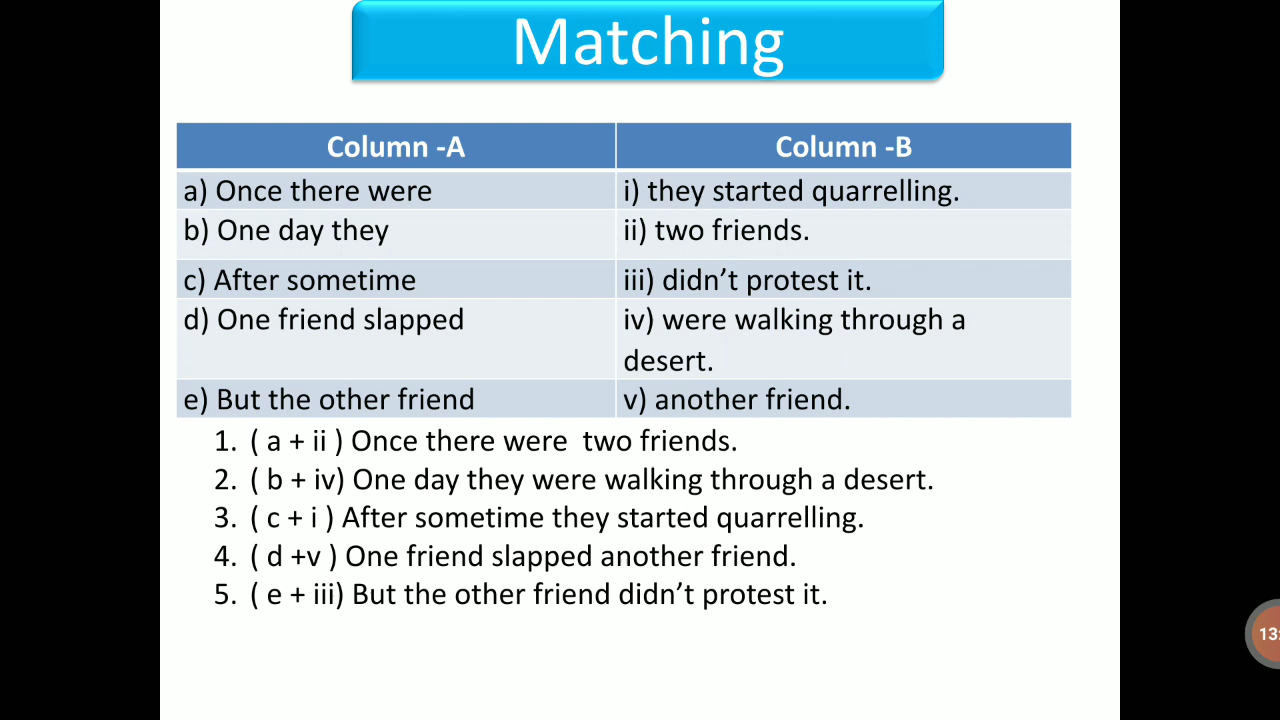 Matching
Column -A
Column -B
a) Once there were
i) they started quarrelling.
b) One day they
ii) two friends.
c) After sometime
iii) didn’t protest it.
d) One friend slapped
iv) were walking through a
desert.
e) But the other friend
v) another friend.
1. ( a + ii ) Once there were two friends.
2. ( b + iv) One day they were walking through a desert.
3. ( c + i ) After sometime they started quarrelling.
4. ( d +v ) One friend slapped another friend.
5. ( e + iii) But the other friend didn’t protest it.